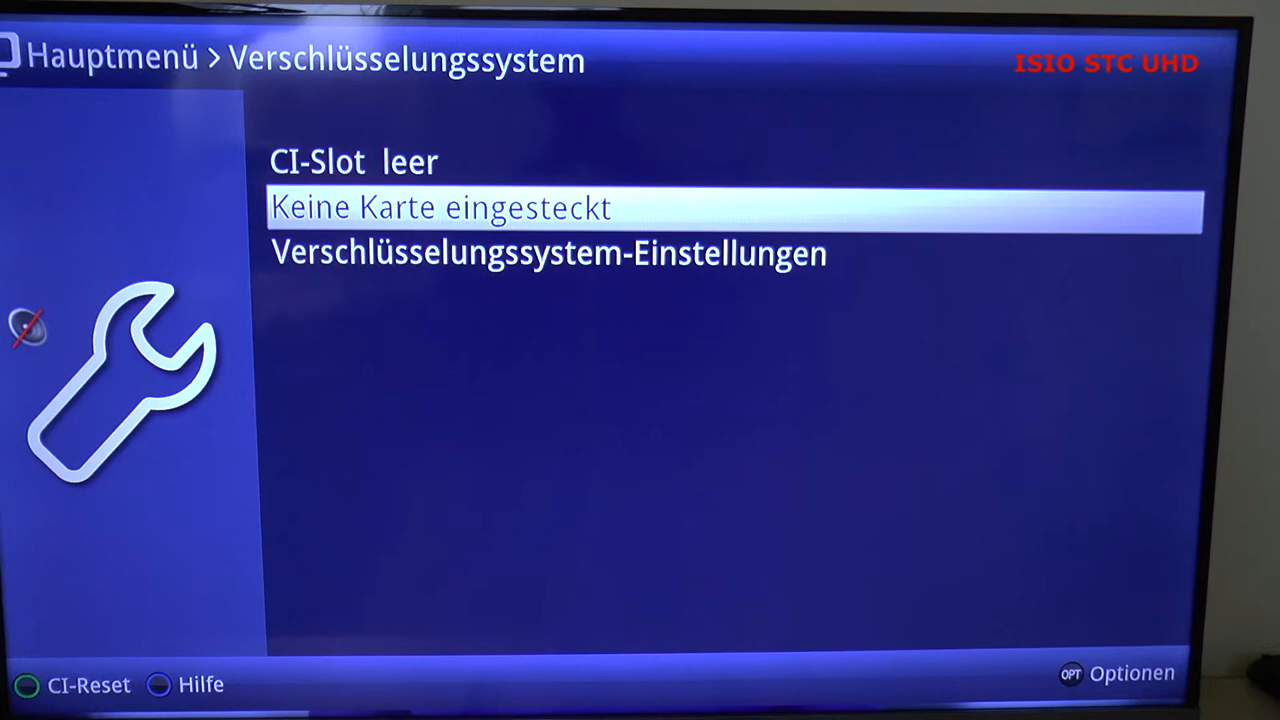 Hauptmenü > Verschlüsselungssystem
ISIO STC UHD
CI-Slot leer
Keine Karte eingesteckt
Verschlüsselungssystem-Einstellungen
CI-Reset Hilfe
OPT Optionen